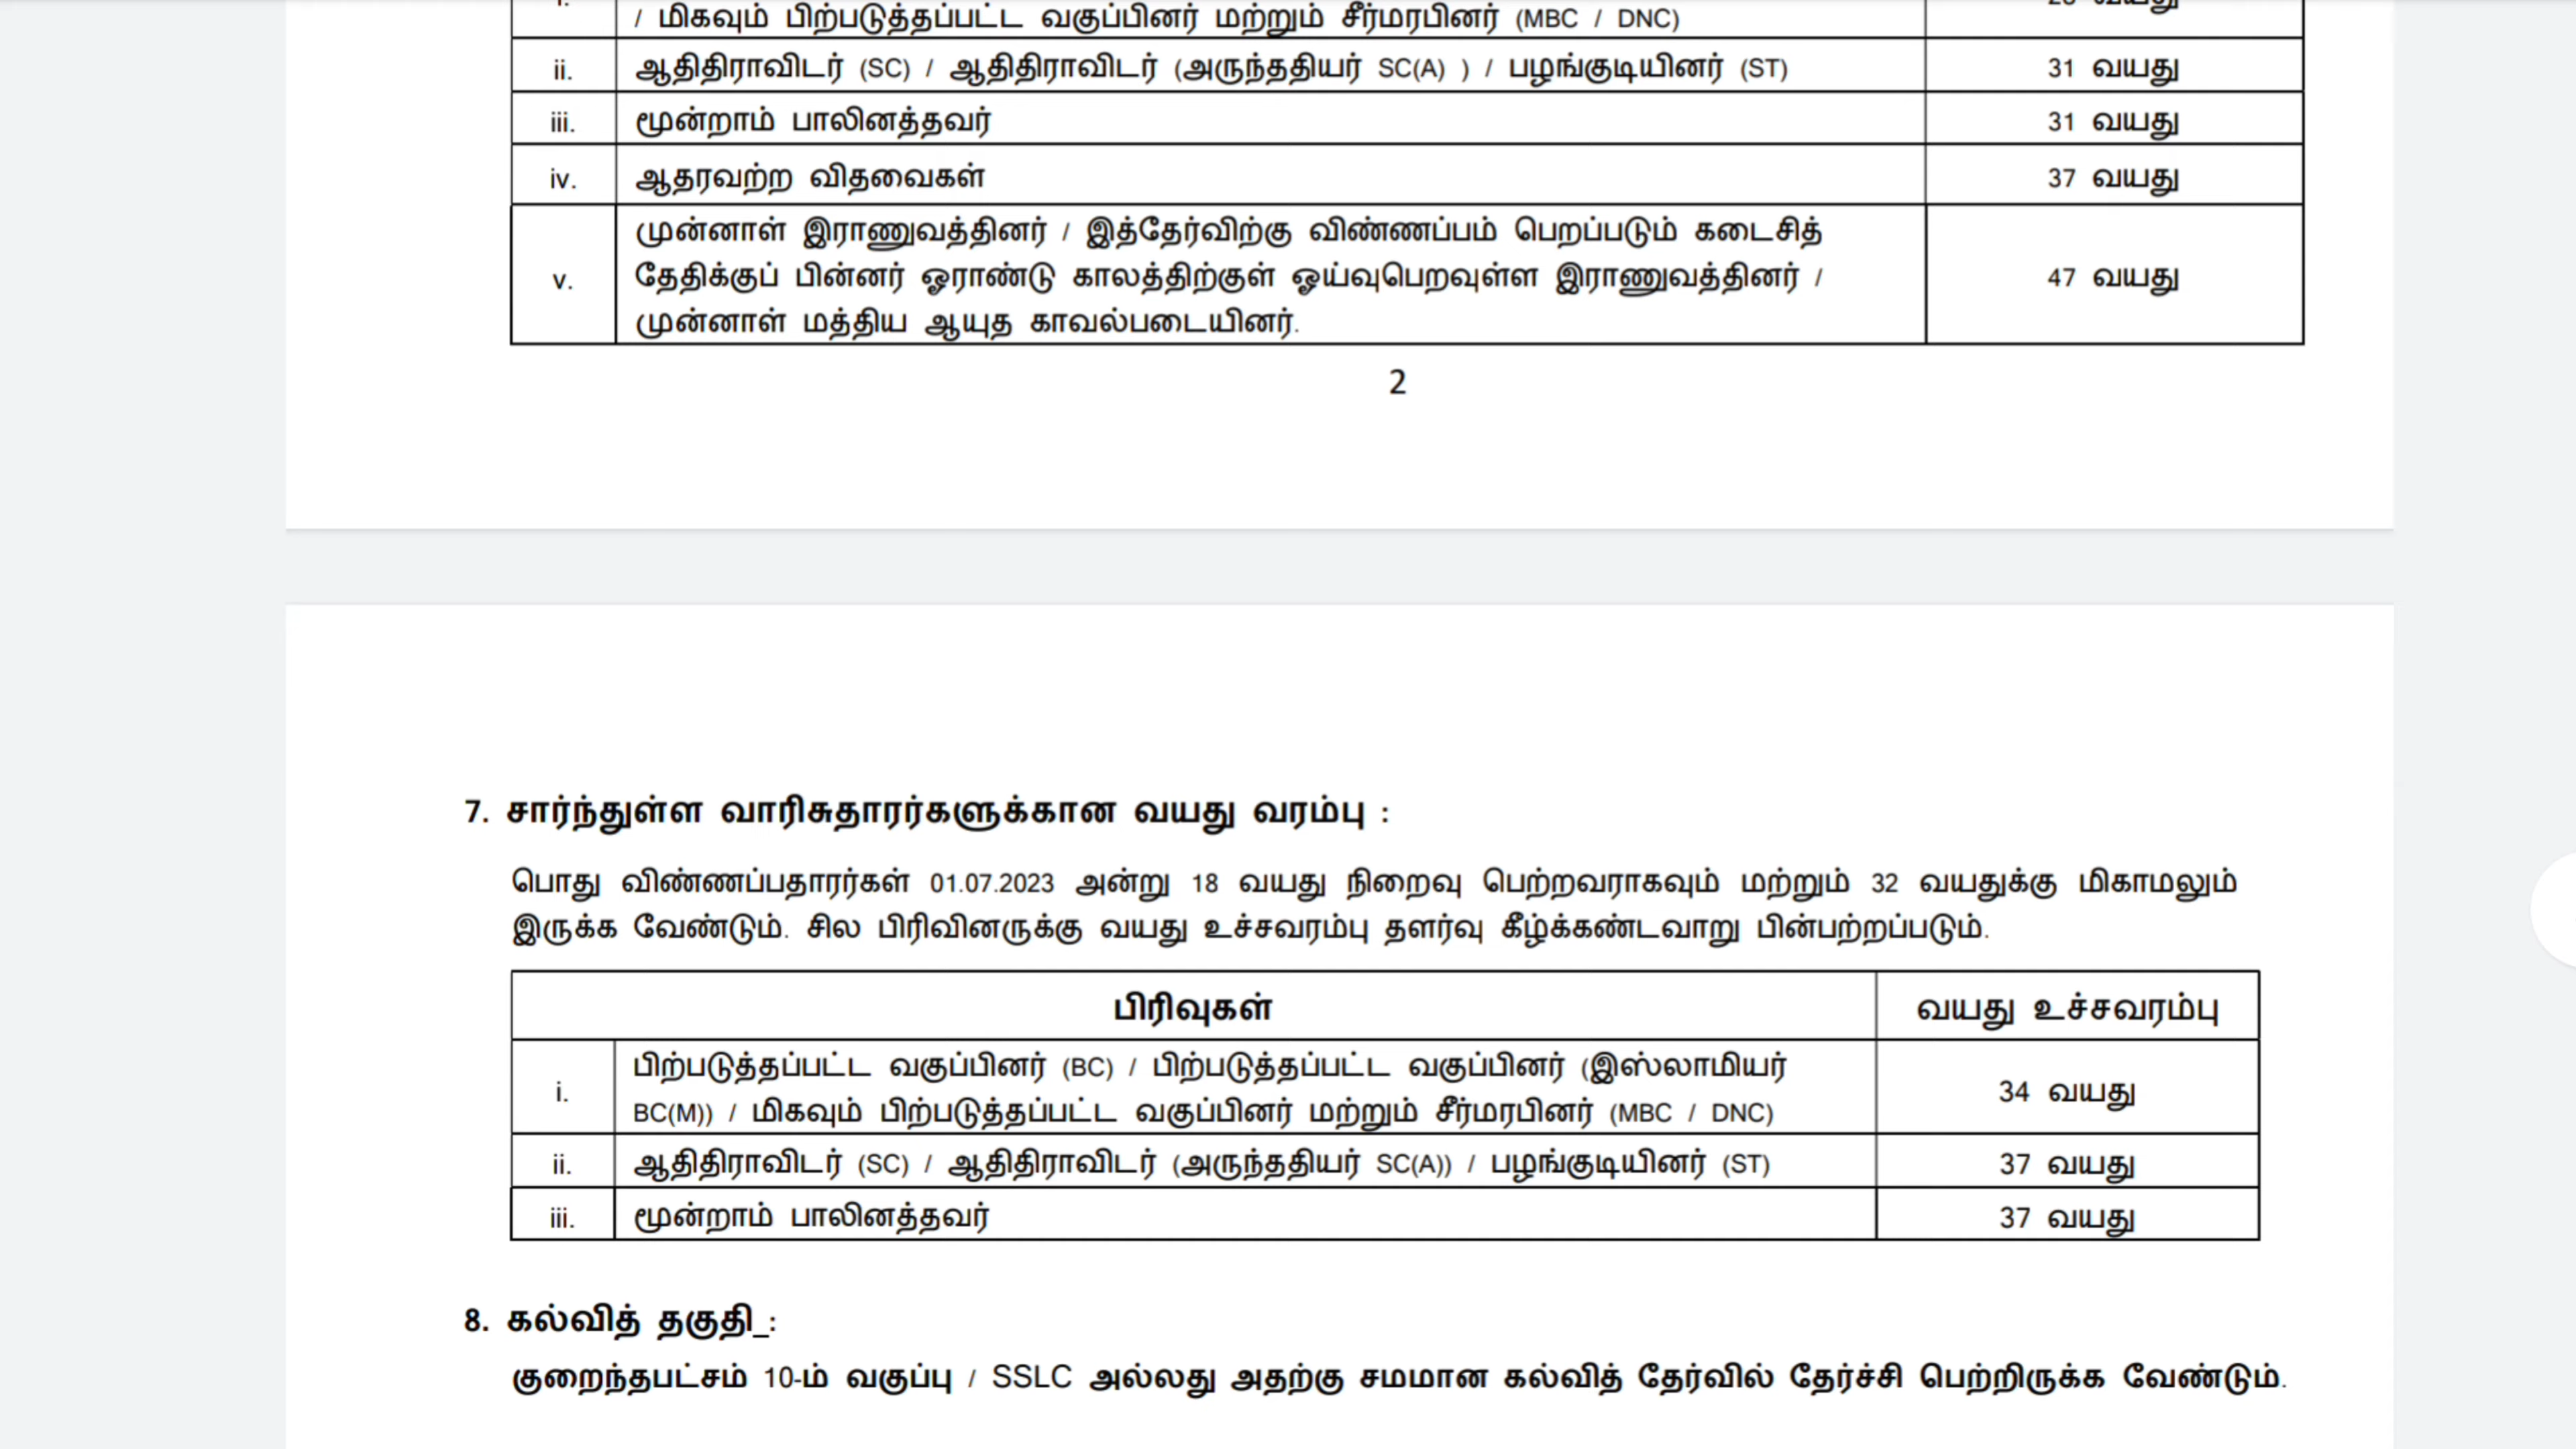 / மிகவும் பிற்படுத்தப்பட்ட வகுப்பினர் மற்றும் சீர்மரபினர் (MBC / DNC)
ii. ஆதிதிராவிடர் (SC) / ஆதிதிராவிடர் (அருந்ததியர் SC(A) ) / பழங்குடியினர் (ST) 31 வயது
iii. மூன்றாம் பாலினத்தவர் 31 வயது
iv. ஆதரவற்ற விதவைகள் 37 வயது
முன்னாள் இராணுவத்தினர் / இத்தேர்விற்கு விண்ணப்பம் பெறப்படும் கடைசித்
v. தேதிக்குப் பின்னர் ஓராண்டு காலத்திற்குள் ஓய்வுபெறவுள்ள இராணுவத்தினர் / 47 வயது
முன்னாள் மத்திய ஆயுத காவல்படையினர்.
2
7. சார்ந்துள்ள வாரிசுதாரர்களுக்கான வயது வரம்பு :
பொது விண்ணப்பதாரர்கள் 01.07.2023 அன்று 18 வயது நிறைவு பெற்றவராகவும் மற்றும் 32 வயதுக்கு மிகாமலும்
இருக்க வேண்டும். சில பிரிவினருக்கு வயது உச்சவரம்பு தளர்வு கீழ்க்கண்டவாறு பின்பற்றப்படும்.
பிரிவுகள் வயது உச்சவரம்பு
i. பிற்படுத்தப்பட்ட வகுப்பினர் (BC) / பிற்படுத்தப்பட்ட வகுப்பினர் (இஸ்லாமியர் 34 வயது
BC(M)) / மிகவும் பிற்படுத்தப்பட்ட வகுப்பினர் மற்றும் சீர்மரபினர் (MBC / DNC)
ii. ஆதிதிராவிடர் (SC) / ஆதிதிராவிடர் (அருந்ததியர் SC(A)) / பழங்குடியினர் (ST) 37 வயது
iii. மூன்றாம் பாலினத்தவர் 37 வயது
8. கல்வித் தகுதி_:
குறைந்தபட்சம் 10-ம் வகுப்பு / SSLC அல்லது அதற்கு சமமான கல்வித் தேர்வில் தேர்ச்சி பெற்றிருக்க வேண்டும்.